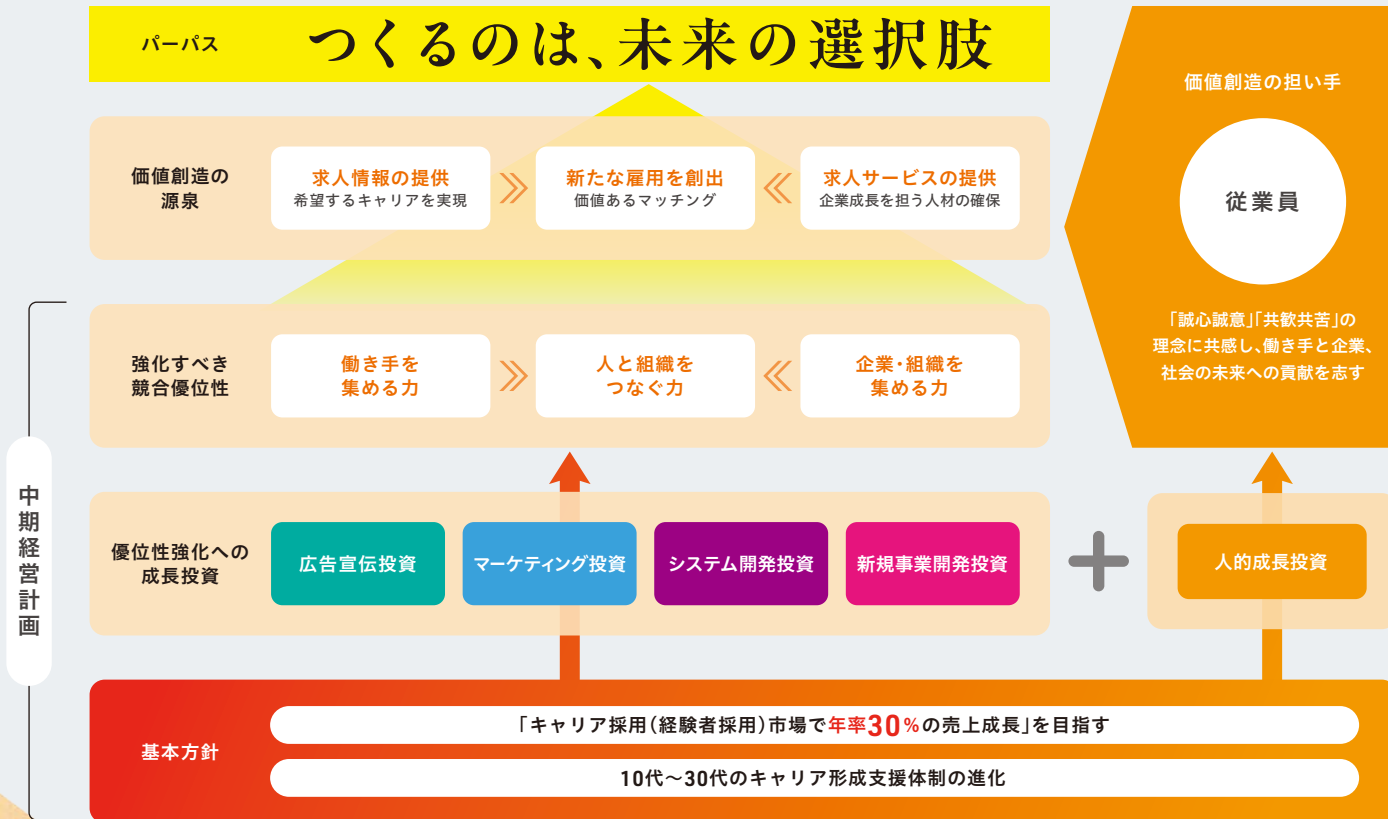 パーパス
つくるのは、未来の選択肢
価値創造の
源泉
求人情報の提供
希望するキャリアを実現
新たな雇用を創出
価値あるマッチング
求人サービスの提供
企業成長を担う人材の確保
価値創造の担い手
従業員
「誠心誠意」「共歓共苦」の
理念に共感し、働き手と企業、
社会の未来への貢献を志す
中期経営計画
強化すべき
競合優位性
働き手を
集める力
人と組織を
つなぐ力
企業・組織を
集める力
優位性強化への
成長投資
広告宣伝投資
マーケティング投資
システム開発投資
新規事業開発投資
人的成長投資
基本方針
「キャリア採用(経験者採用)市場で年率30%の売上成長」を目指す
10代〜30代のキャリア形成支援体制の進化